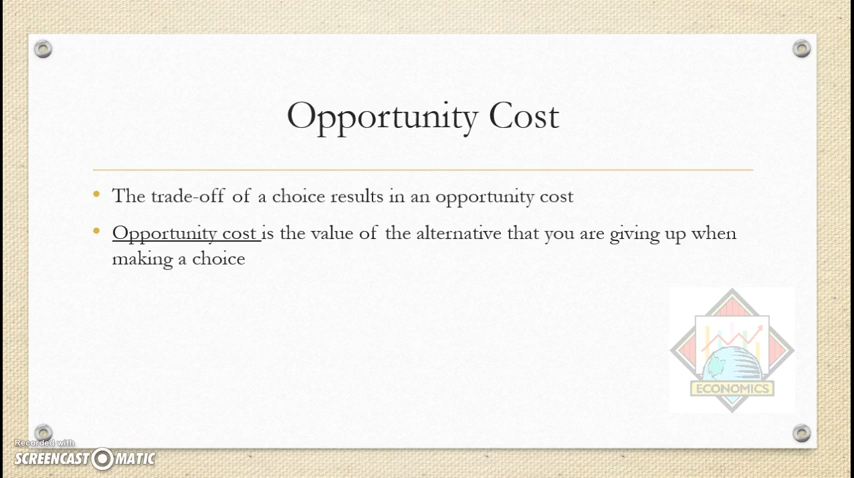 Opportunity Cost
The trade-off of a choice results in an opportunity cost
Opportunity cost is the value of the alternative that you are giving up when
making a choice
ECONOMICS
Recorded with
SCREENCAST MATIC